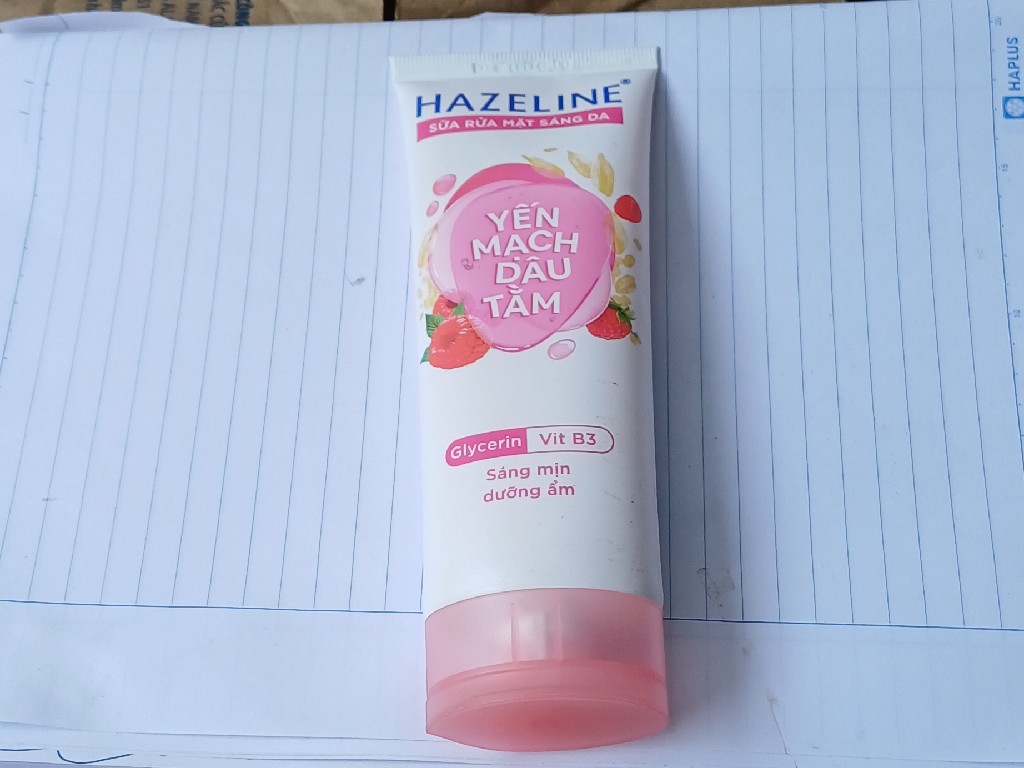 HAZELINE®
SỮA RỬA MẶT SÁNG DA
YẾN
MẠCH
DÂU
TẰM
Glycerin Vit B3
Sáng mịn
dưỡng ẩm
HAPLUS